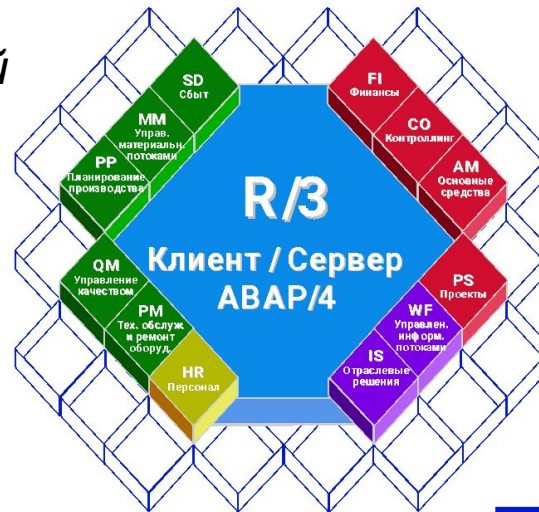 й
SD
Сбыт
MM
Управ.
материальн.
потоками
PP
Планирование
производства
FI
Финансы
CO
Контроллинг
AM
Основные
средства
R/3
Клиент / Сервер
ABAP/4
QM
Управление
качеством
PM
Тех. обслуж
и ремонт
оборуд.
HR
Персонал
PS
Проекты
WF
Управлен.
информ.
потоками
IS
Отраслевые
решения